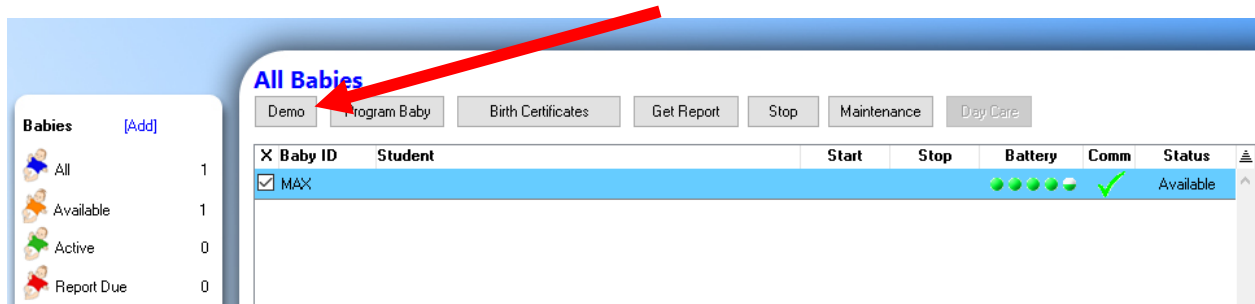 All Babies
Demo Program Baby Birth Certificates Get Report Stop Maintenance Day Care
Babies [Add]
All 1
Available 1
Active 0
Report Due 0
X Baby ID Student Start Stop Battery Comm Status
MAX Available